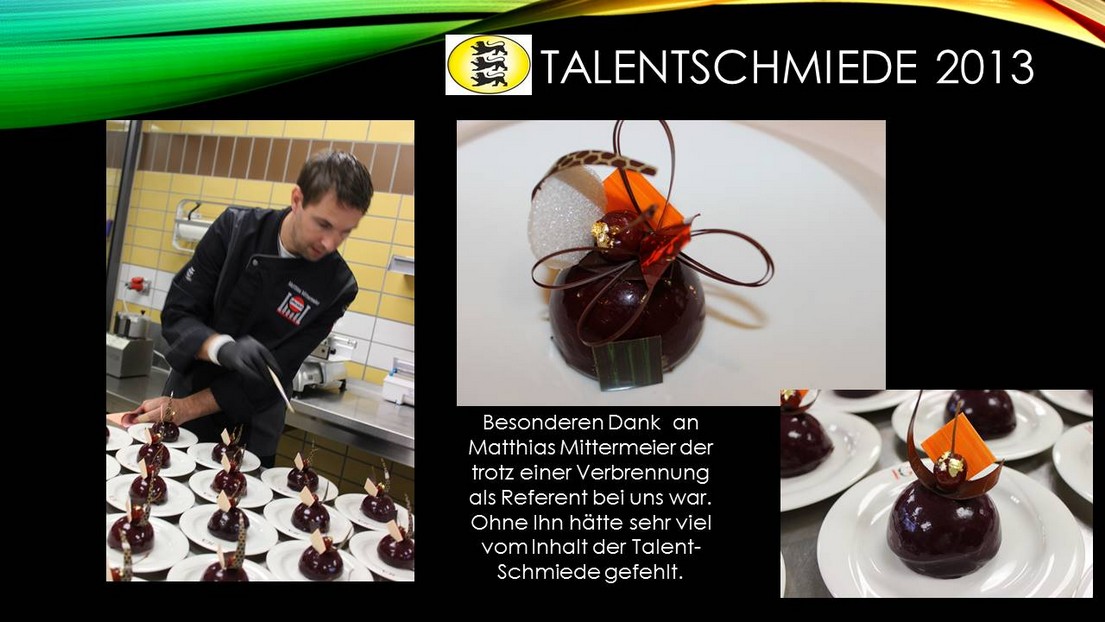 TALENTSCHMIEDE 2013
Besonderen Dank an
Matthias Mittermeier der
trotz einer Verbrennung
als Referent bei uns war.
Ohne Ihn hätte sehr viel
vom Inhalt der Talent-
Schmiede gefehlt.